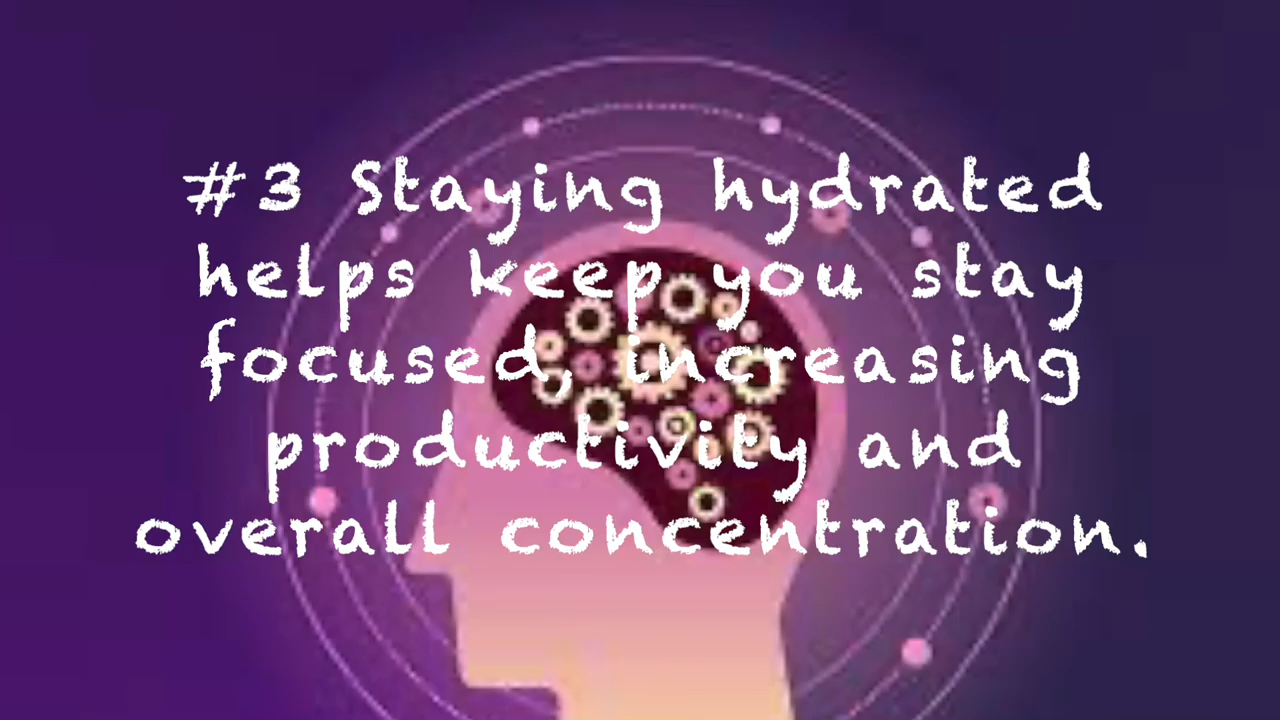 #3 Staying hydrated
helps keep you stay
focused, increasing
productivity and
overall concentration.